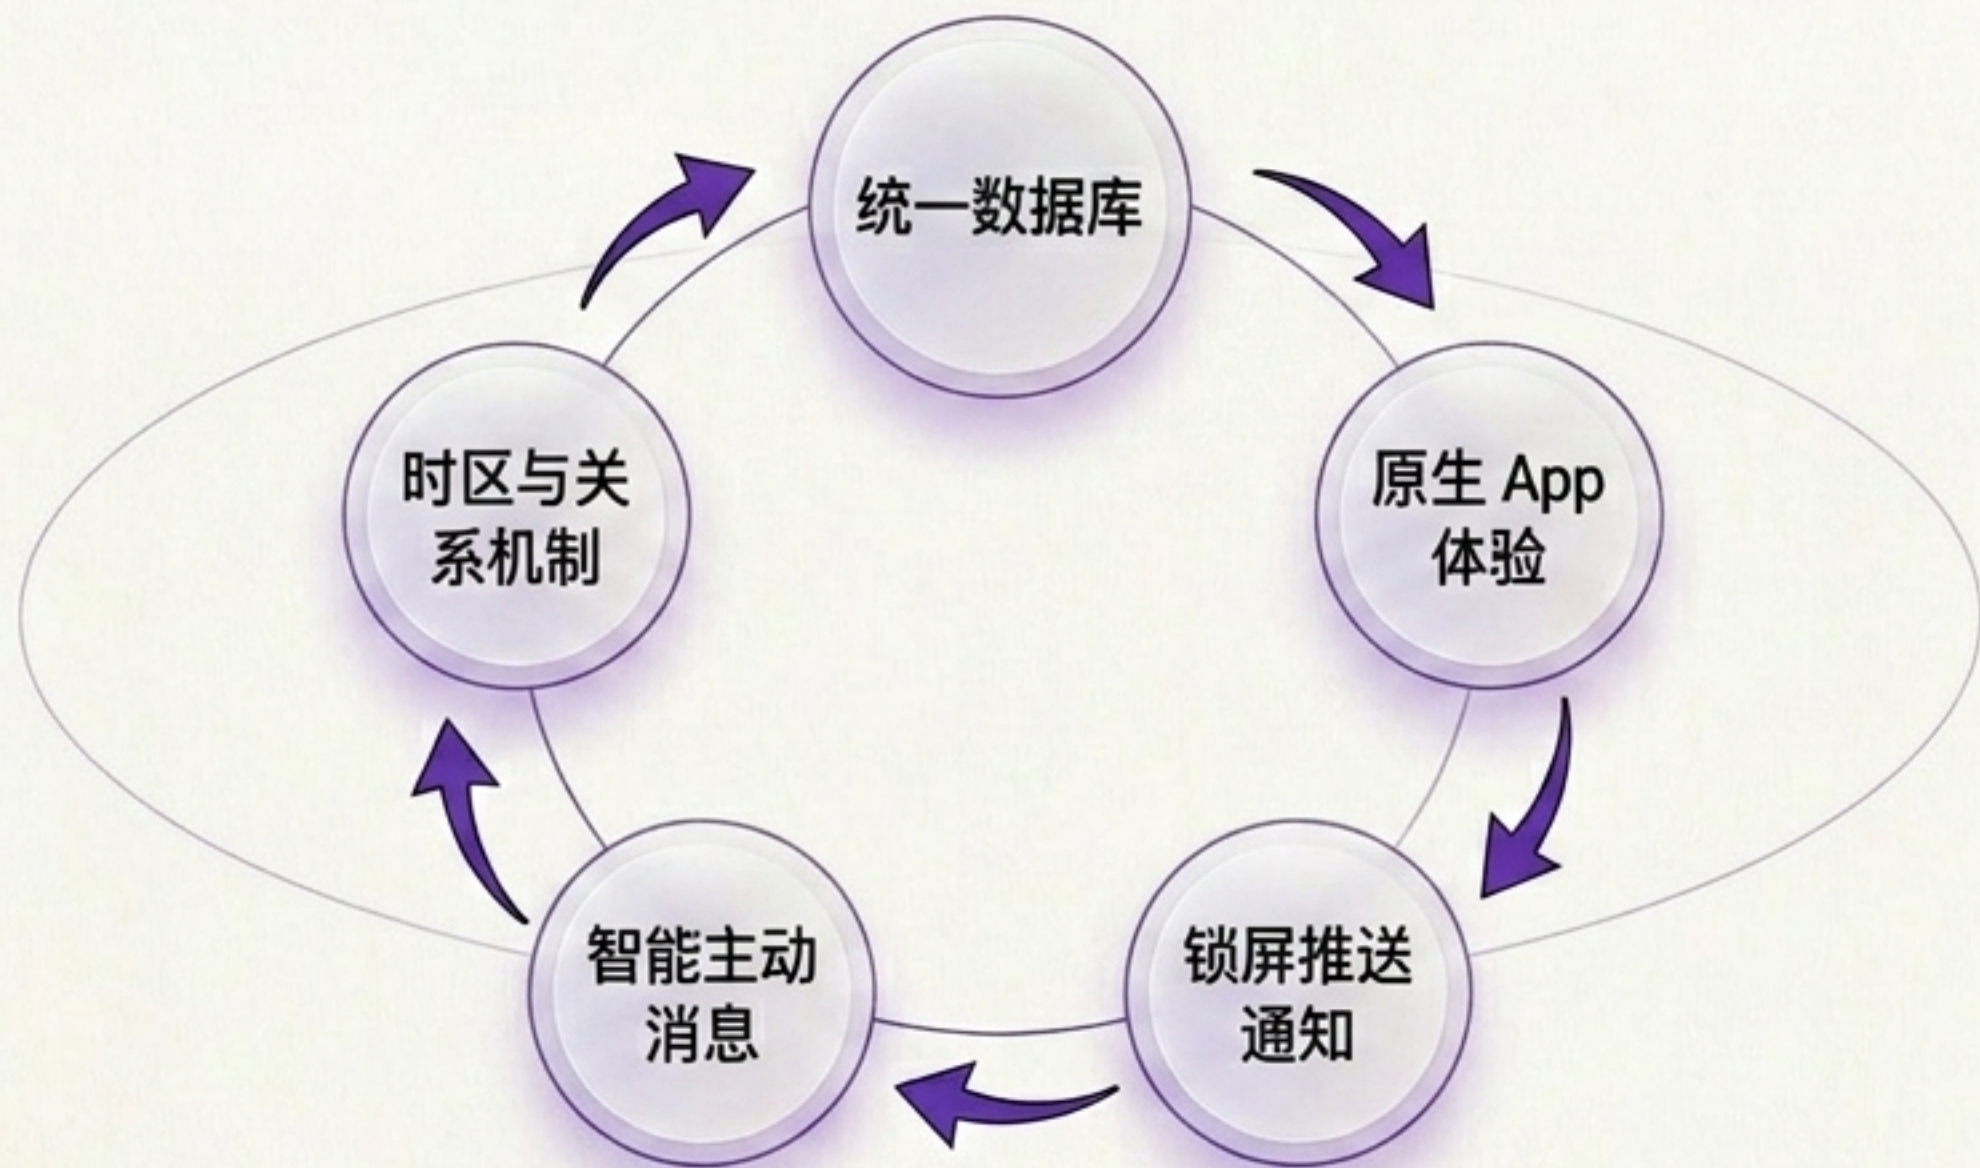 统一数据库
原生 App
体验
锁屏推送
通知
智能主动
消息
时区与关
系机制